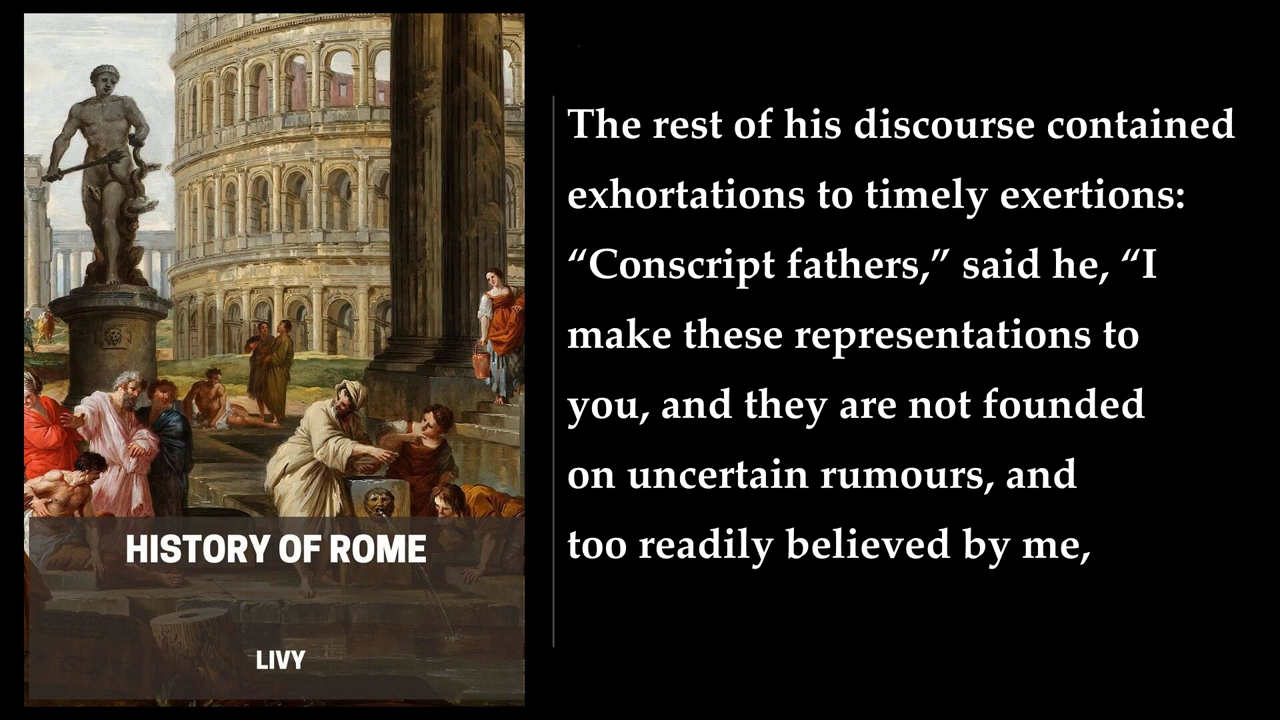 HISTORY OF ROME
LIVY
The rest of his discourse contained
exhortations to timely exertions:
“Conscript fathers,” said he, “I
make these representations to
you, and they are not founded
on uncertain rumours, and
too readily believed by me,